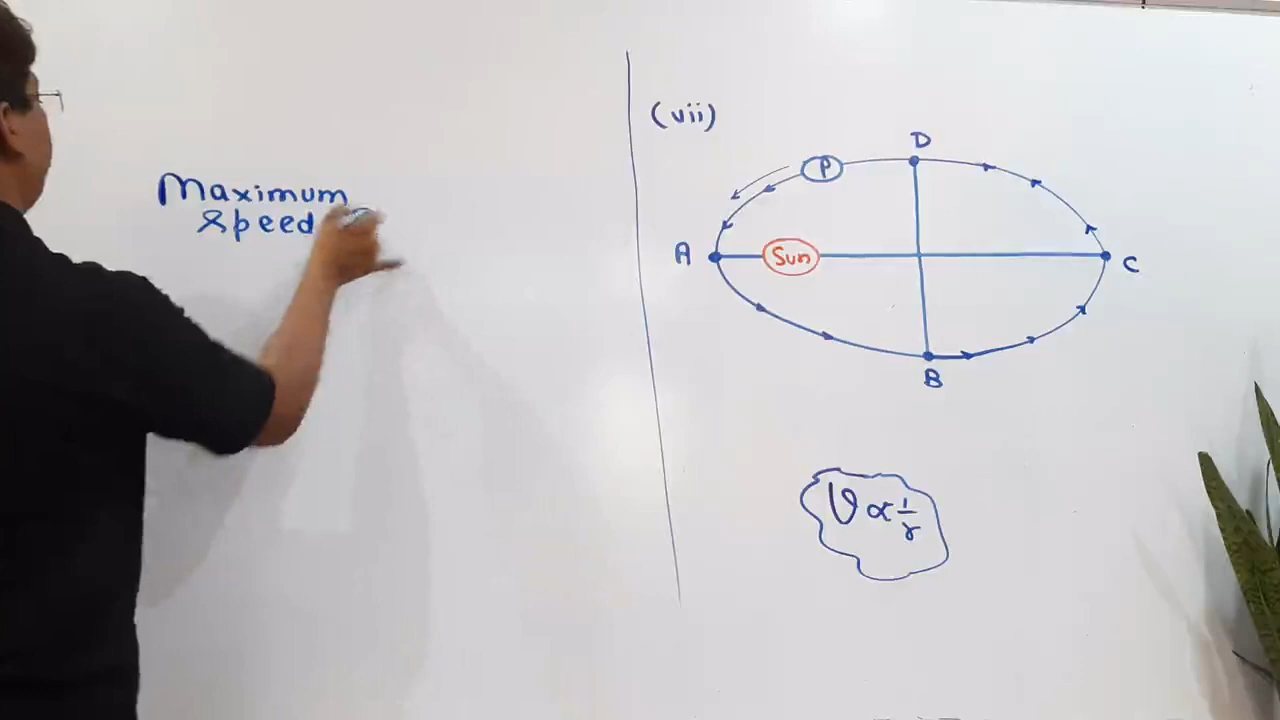 Maximum
Speed
(vii)
D
P
A
Sun
C
B
v ∝ 1/r